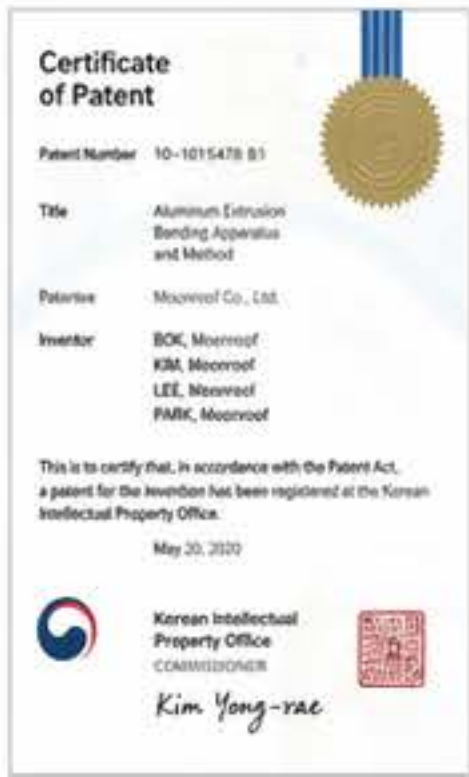 Certificate
of Patent
Patent Number 10-1015478 B1
Title Aluminum Extrusion
Bending Apparatus
and Method
Patentee Moonroof Co., Ltd.
Inventor BOK, Moonroof
KIM, Moonroof
LEE, Moonroof
PARK, Moonroof
This is to certify that, in accordance with the Patent Act,
a patent for the invention has been registered at the Korean
Intellectual Property Office.
May 20, 2020
Korean Intellectual
Property Office
COMMISSIONER
Kim Yong-rae